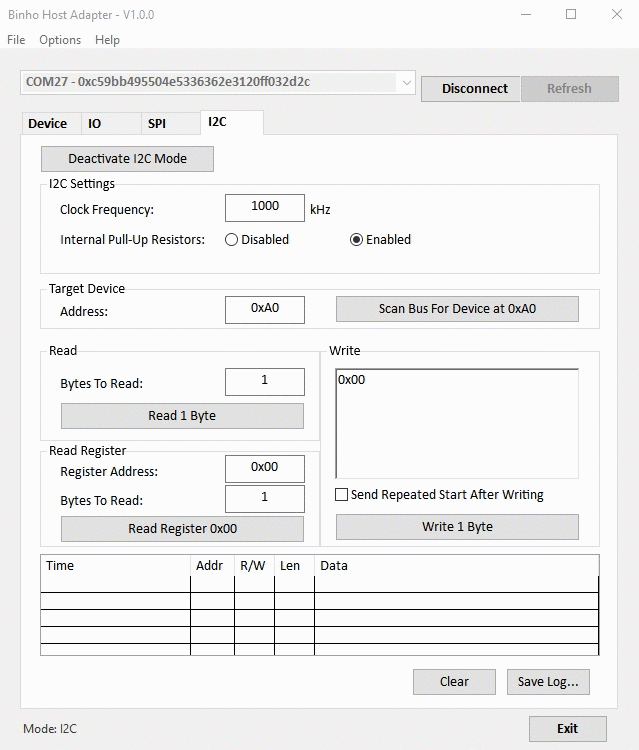 Binho Host Adapter - V1.0.0
File Options Help
COM27 - 0xc59bb495504e5336362e3120ff032d2c
Disconnect
Refresh
Device IO SPI I2C
Deactivate I2C Mode
I2C Settings
Clock Frequency: 1000 kHz
Internal Pull-Up Resistors: Disabled Enabled
Target Device
Address: 0xA0
Scan Bus For Device at 0xA0
Read
Bytes To Read: 1
Read 1 Byte
Read Register
Register Address: 0x00
Bytes To Read: 1
Read Register 0x00
Write
0x00
Send Repeated Start After Writing
Write 1 Byte
Time Addr R/W Len Data
Clear
Save Log...
Mode: I2C
Exit